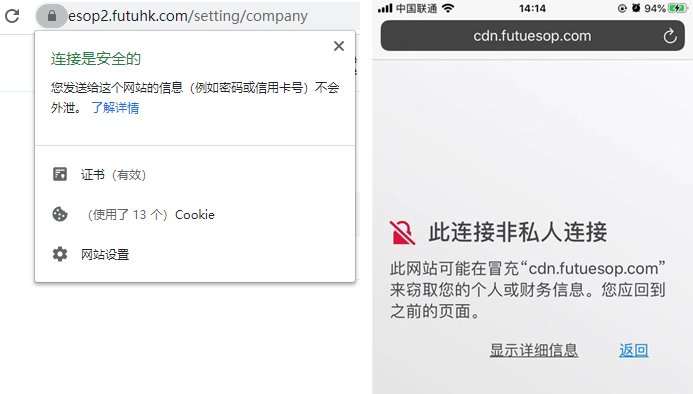 esop2.futuhk.com/setting/company
连接是安全的
您发送给这个网站的信息（例如密码或信用卡号）不会
外泄。 了解详情
证书（有效）
（使用了 13 个）Cookie
网站设置
中国联通 14:14 94%
cdn.futuesop.com
此连接非私人连接
此网站可能在冒充“cdn.futuesop.com”
来窃取您的个人或财务信息。您应回到
之前的页面。
显示详细信息 返回